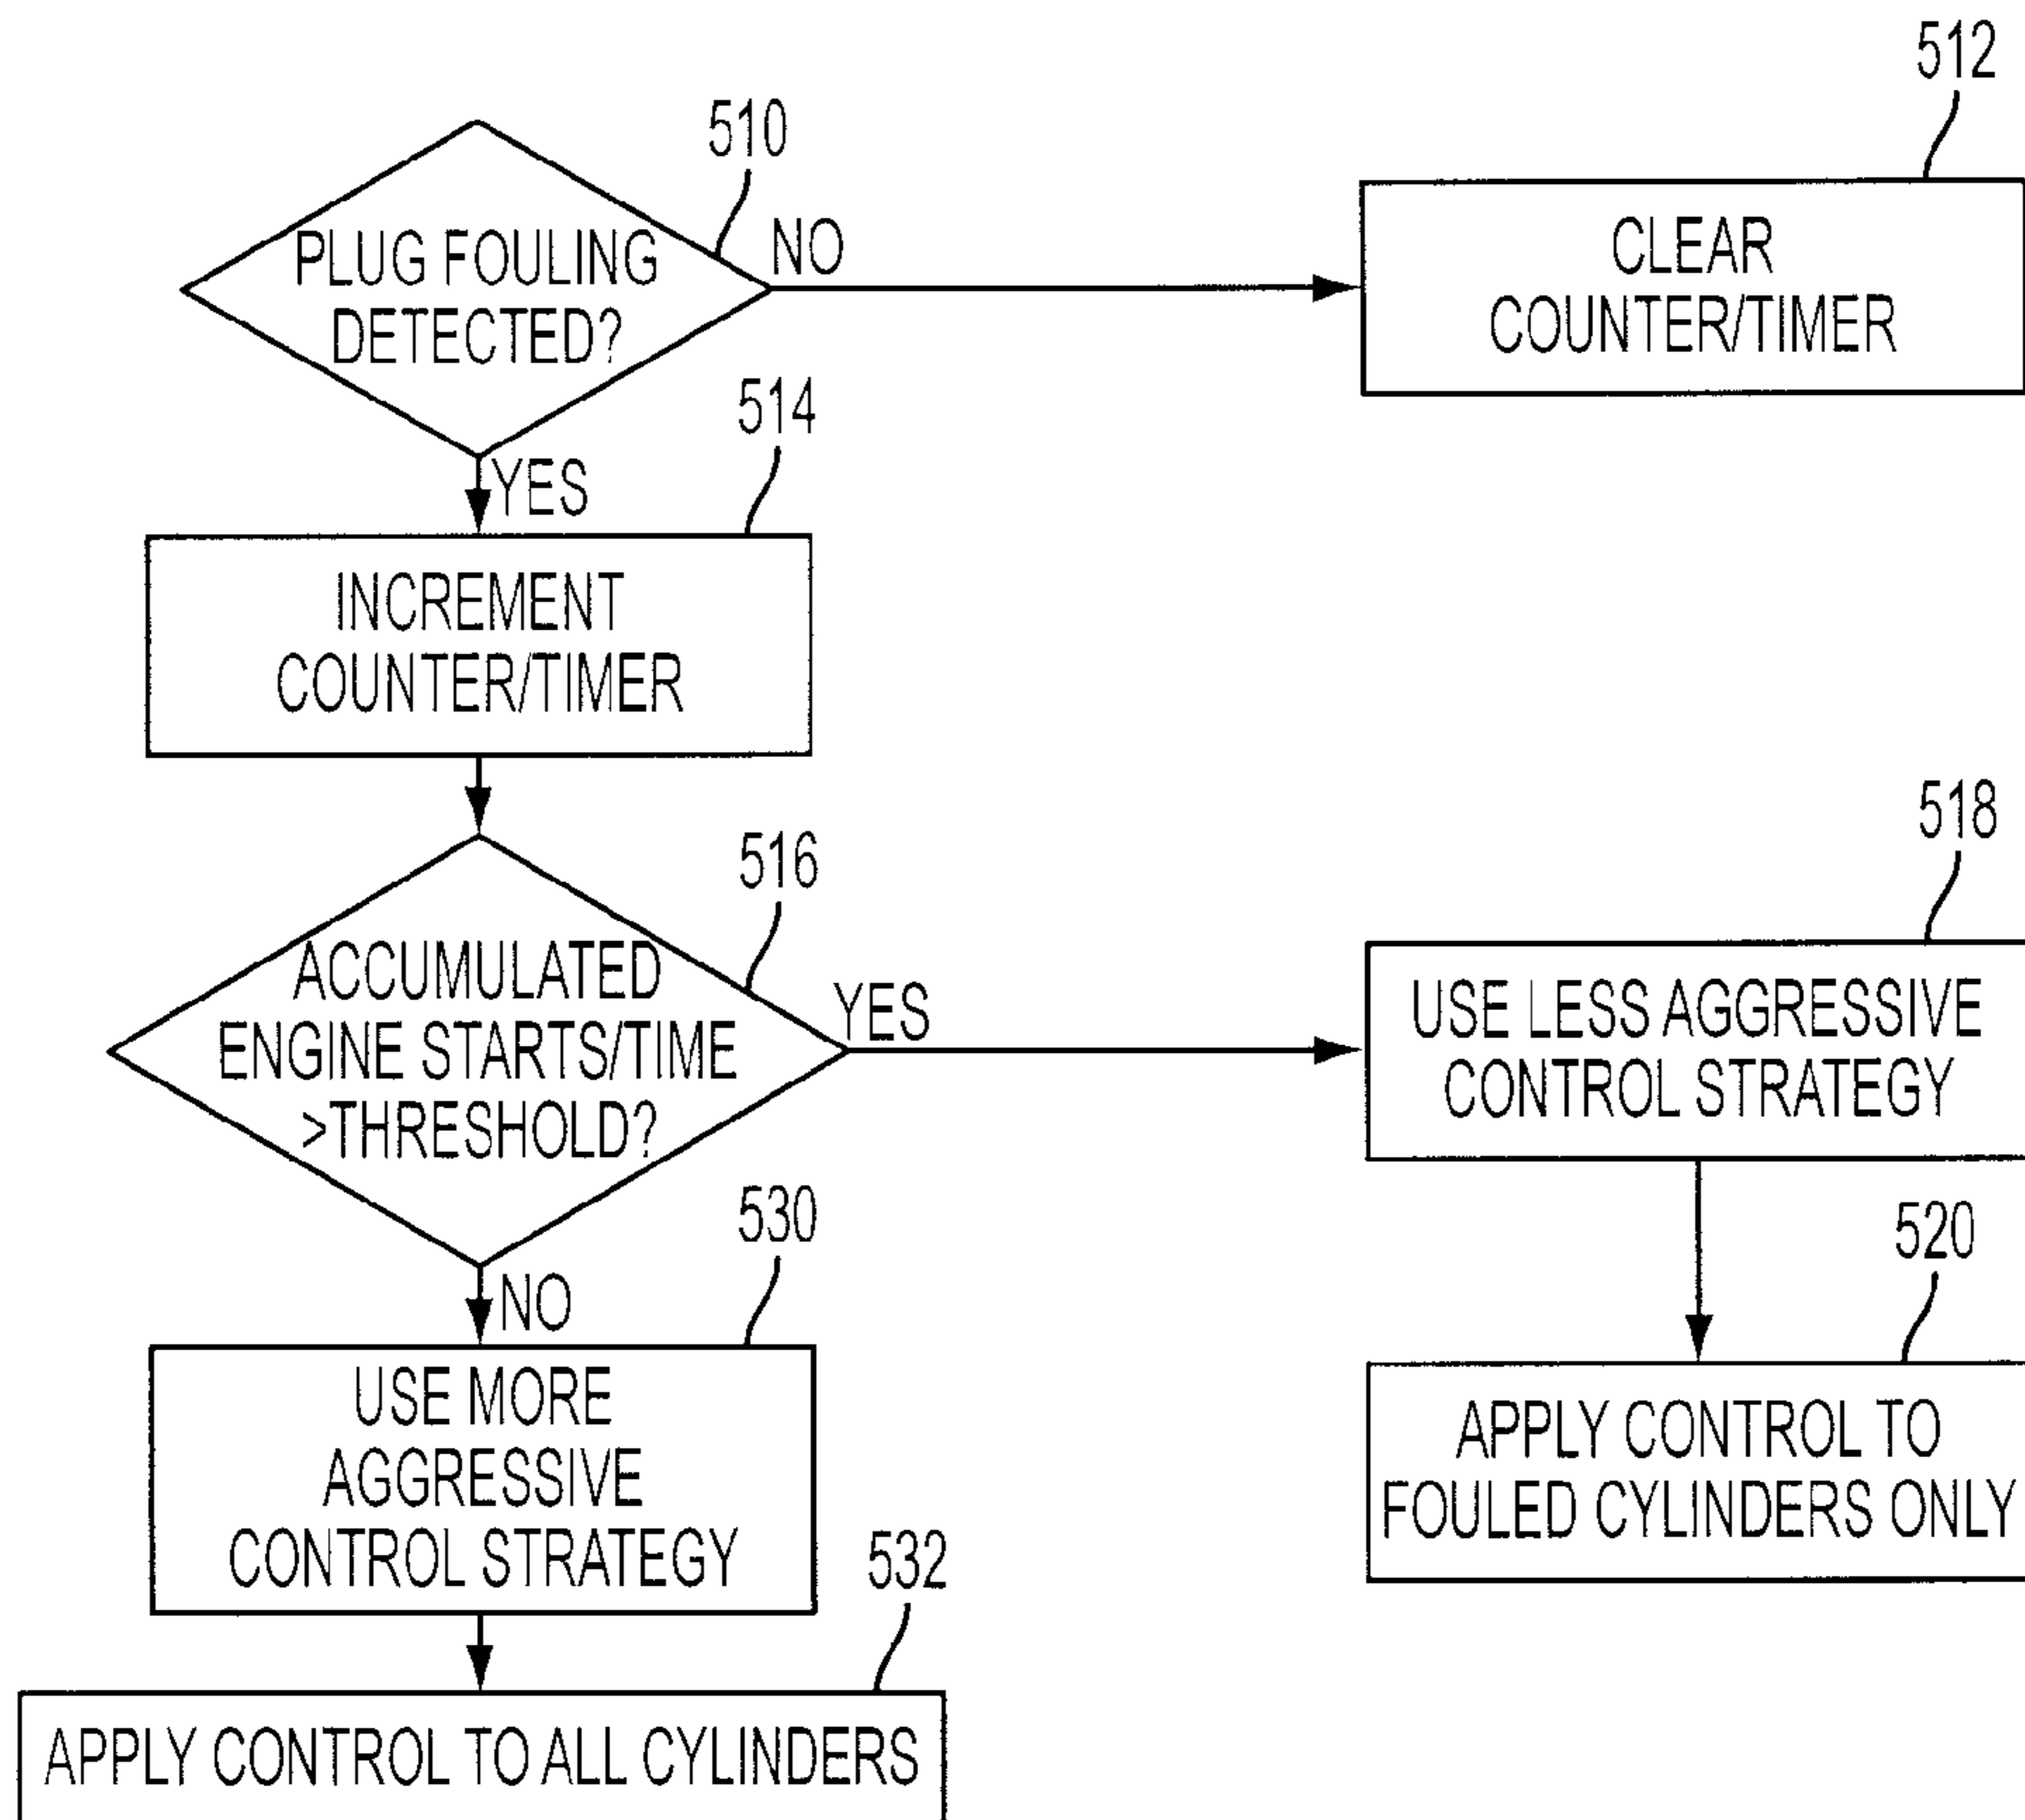 512
510
PLUG FOULING
DETECTED?
NO
CLEAR
COUNTER/TIMER
514
YES
INCREMENT
COUNTER/TIMER
516
ACCUMULATED
ENGINE STARTS/TIME
>THRESHOLD?
YES
518
USE LESS AGGRESSIVE
CONTROL STRATEGY
520
APPLY CONTROL TO
FOULED CYLINDERS ONLY
530
NO
USE MORE
AGGRESSIVE
CONTROL STRATEGY
532
APPLY CONTROL TO ALL CYLINDERS